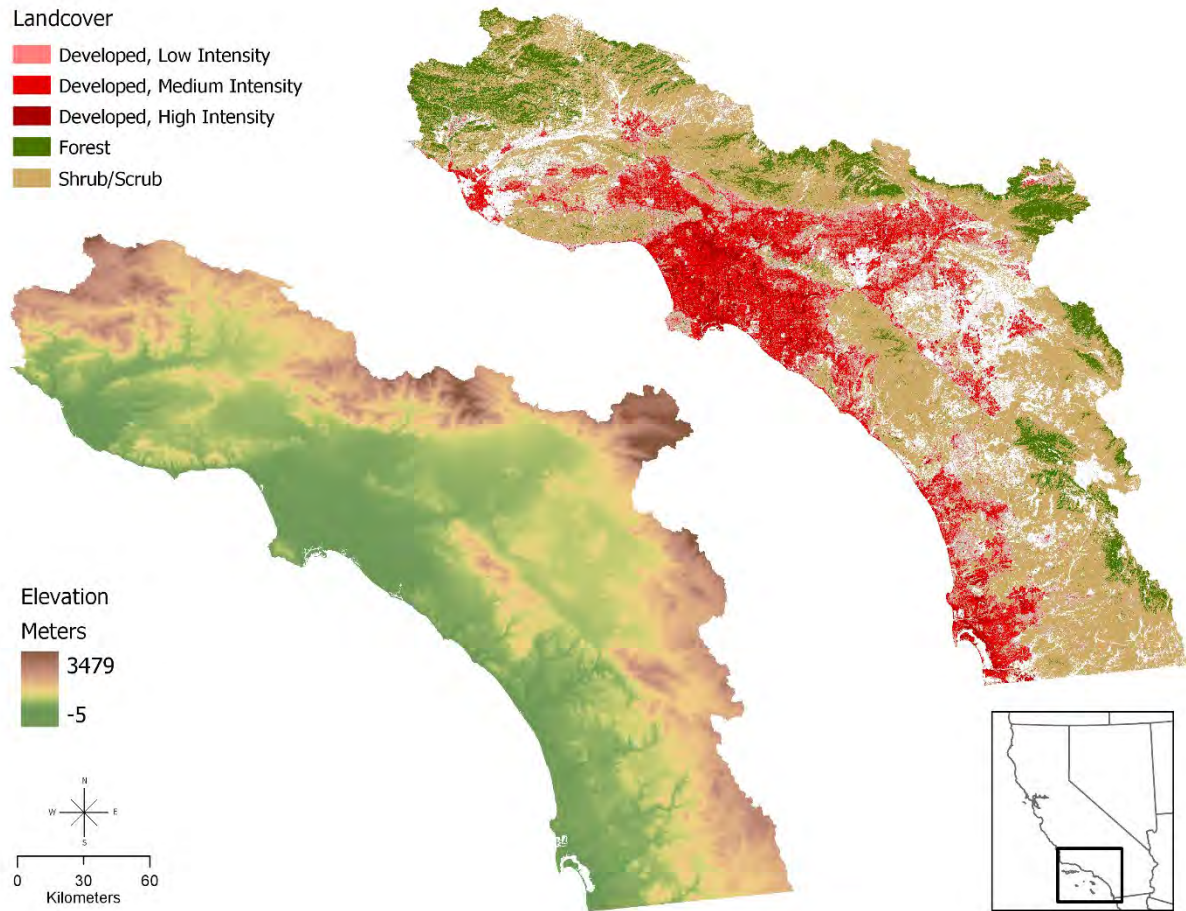 Landcover
Developed, Low Intensity
Developed, Medium Intensity
Developed, High Intensity
Forest
Shrub/Scrub
Elevation
Meters
3479
-5
N
W E
S
0 30 60
Kilometers